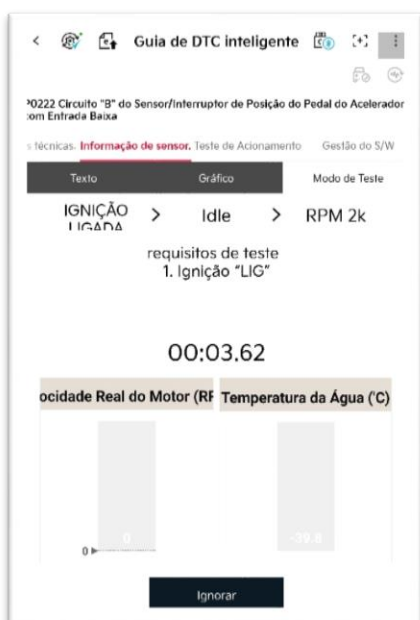 Guia de DTC inteligente
P0222 Circuito "B" do Sensor/Interruptor de Posição do Pedal do Acelerador
com Entrada Baixa
s técnicas. Informação de sensor. Teste de Acionamento Gestão do S/W
Texto Gráfico Modo de Teste
IGNIÇÃO LIGADA > Idle > RPM 2k
requisitos de teste
1. Ignição "LIG"
00:03.62
ocidade Real do Motor (RF Temperatura da Água (℃)
0 -39.8
0
Ignorar